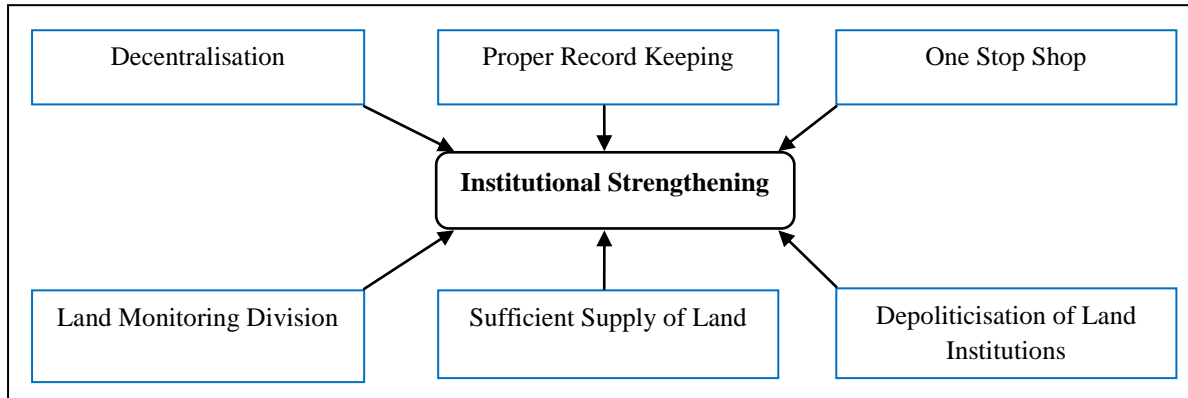 Decentralisation
Proper Record Keeping
One Stop Shop
Institutional Strengthening
Land Monitoring Division
Sufficient Supply of Land
Depoliticisation of Land
Institutions